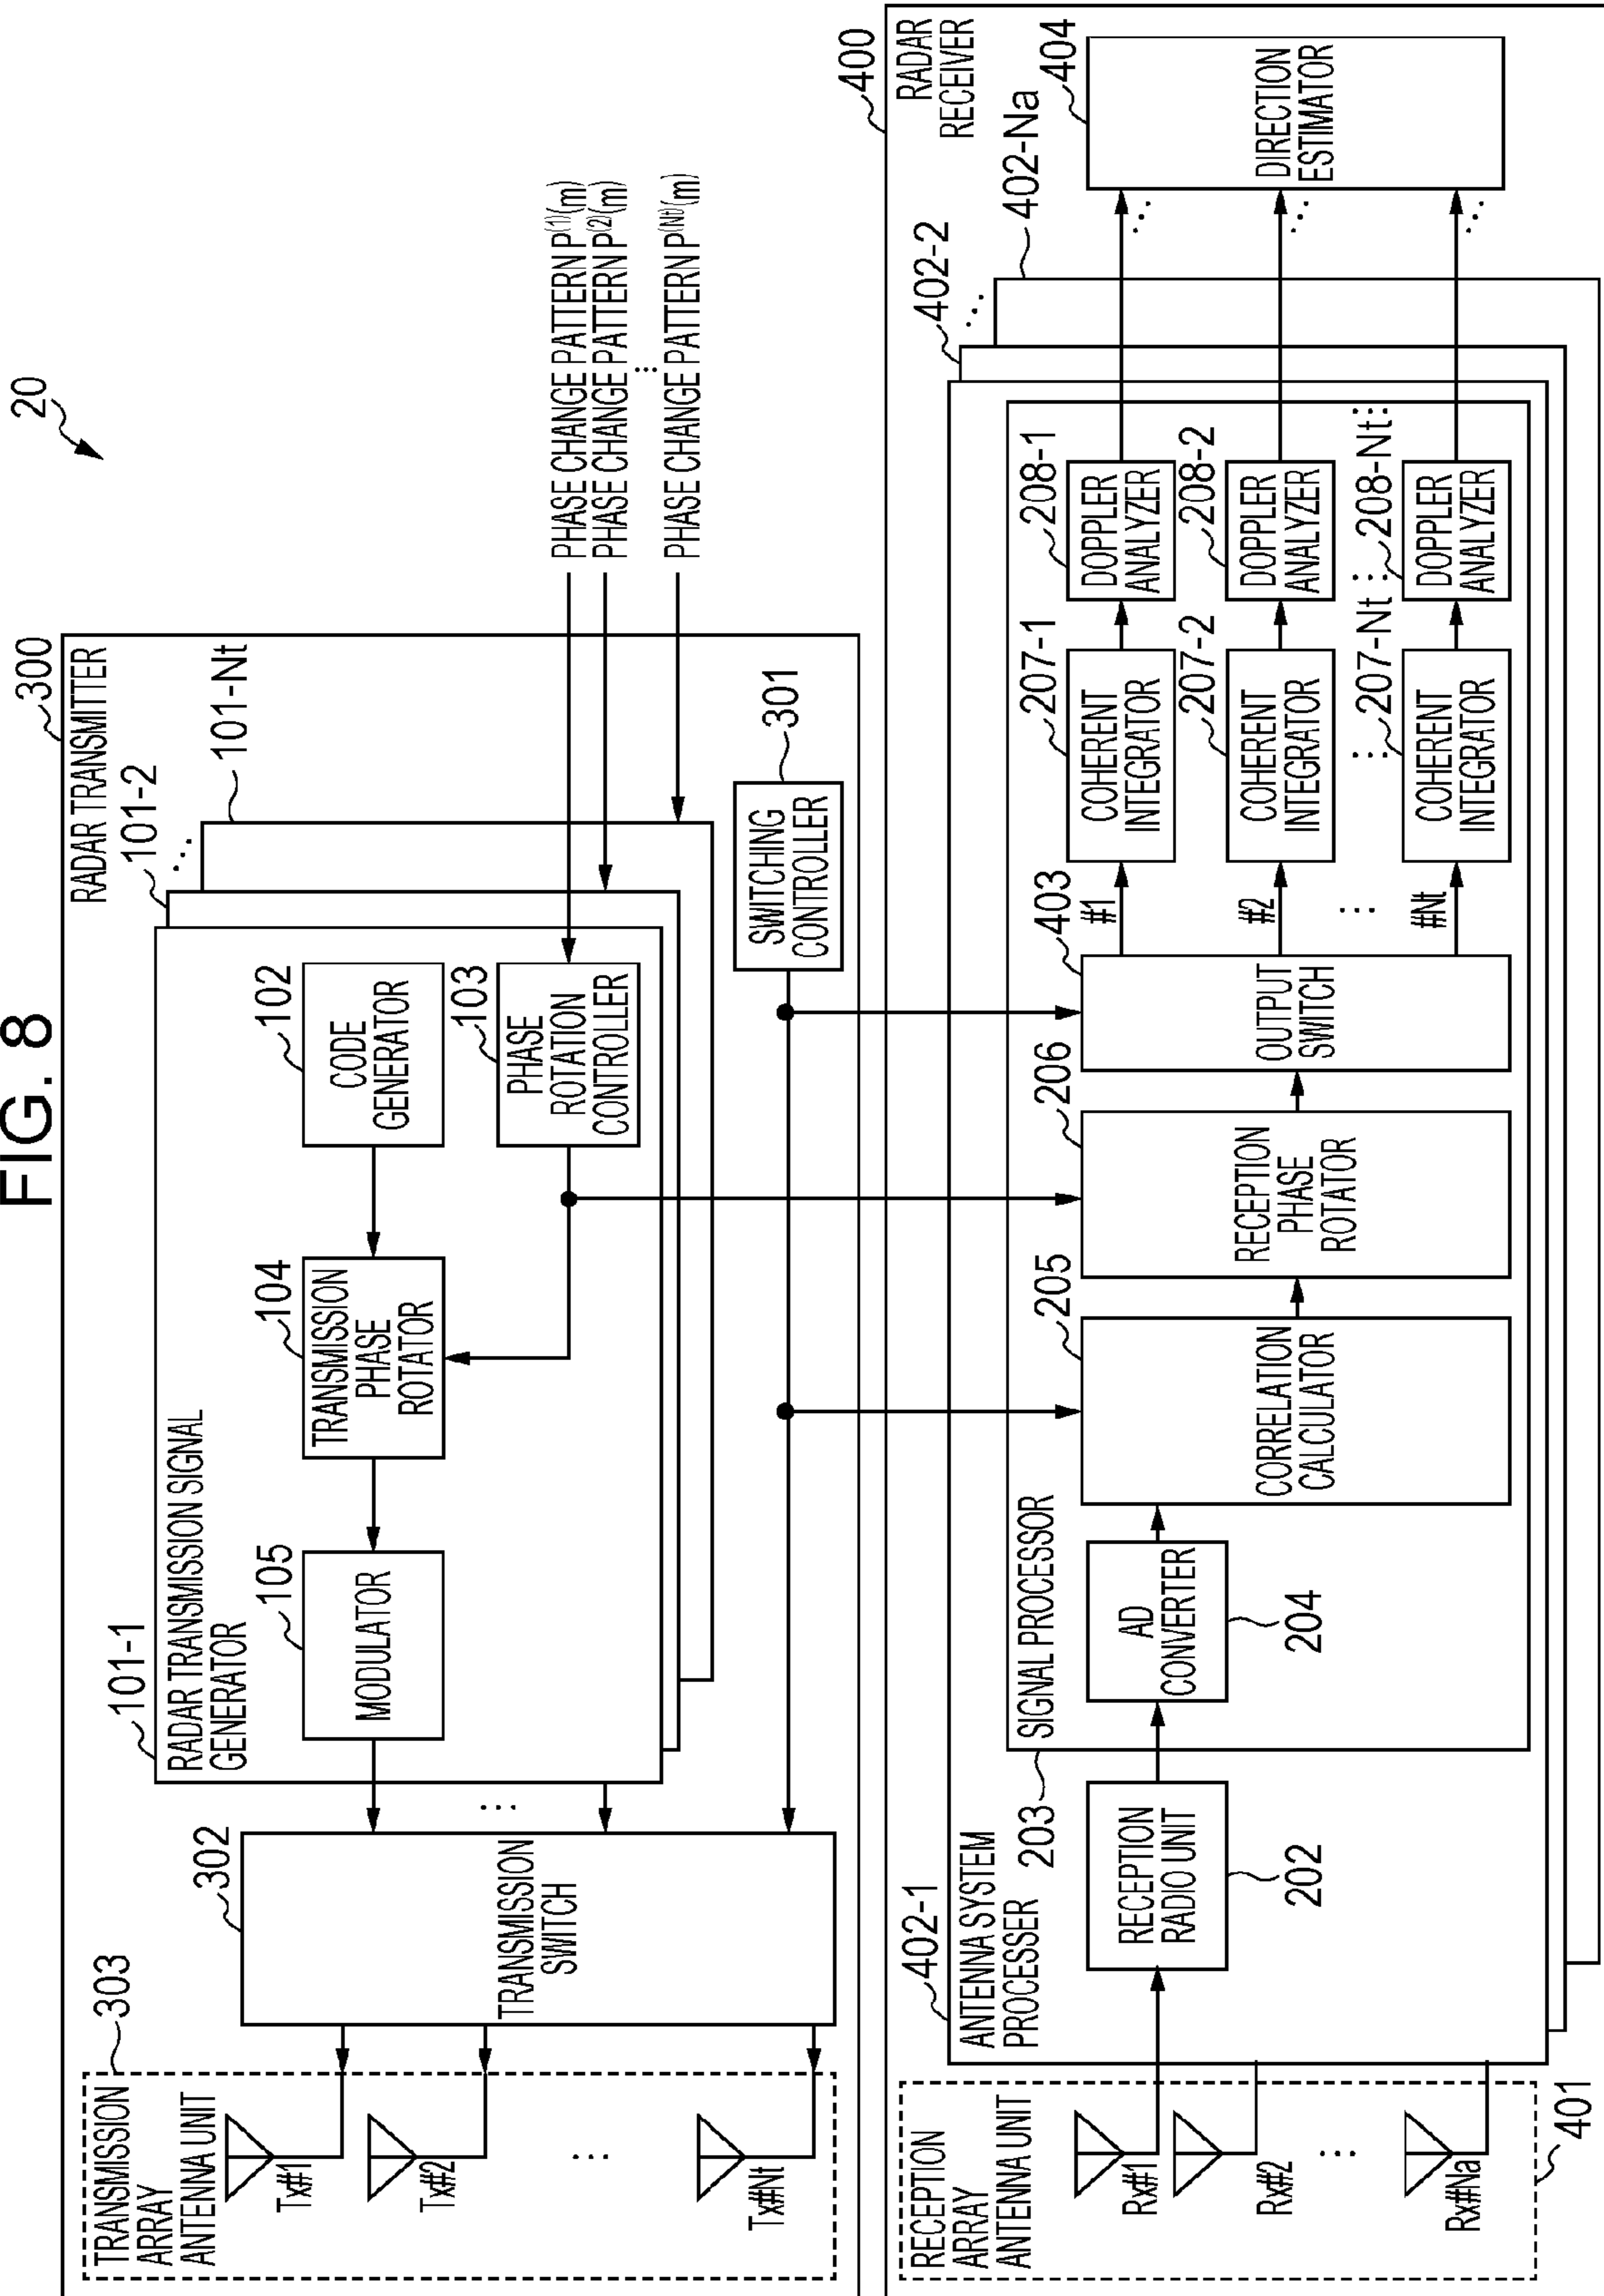 FIG. 8
20
300
RADAR TRANSMITTER
303
TRANSMISSION
ARRAY
ANTENNA UNIT
Tx#1
Tx#2
...
Tx#Nt
302
TRANSMISSION
SWITCH
...
101-1
RADAR TRANSMISSION SIGNAL
GENERATOR
105
MODULATOR
104
TRANSMISSION
PHASE
ROTATOR
102
CODE
GENERATOR
103
PHASE
ROTATION
CONTROLLER
101-2
...
101-Nt
301
SWITCHING
CONTROLLER
PHASE CHANGE PATTERN P(1)(m)
PHASE CHANGE PATTERN P(2)(m)
...
PHASE CHANGE PATTERN P(Nt)(m)
400
RADAR
RECEIVER
RECEPTION
ARRAY
ANTENNA UNIT
Rx#1
Rx#2
...
Rx#Na
401
402-1
ANTENNA SYSTEM
PROCESSER
203
RECEPTION
RADIO UNIT
202
SIGNAL PROCESSOR
AD
CONVERTER
204
205
CORRELATION
CALCULATOR
206
RECEPTION
PHASE
ROTATOR
403
OUTPUT
SWITCH
#1
#2
...
#Nt
207-1
COHERENT
INTEGRATOR
207-2
COHERENT
INTEGRATOR
...
207-Nt
COHERENT
INTEGRATOR
208-1
DOPPLER
ANALYZER
208-2
DOPPLER
ANALYZER
...
208-Nt
DOPPLER
ANALYZER
...
402-2
...
402-Na
...
...
...
404
DIRECTION
ESTIMATOR